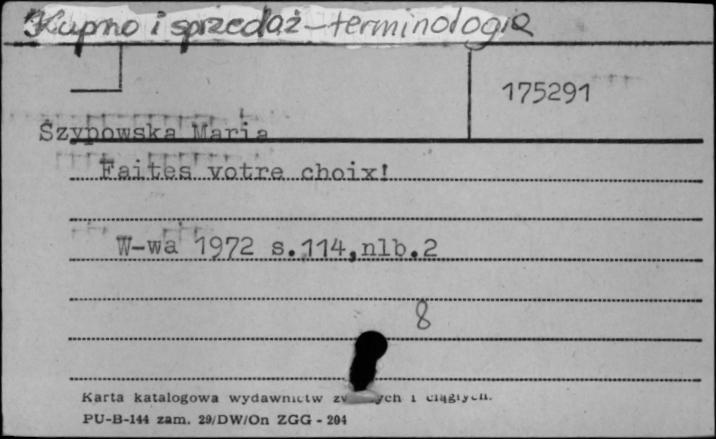 Kupno i sprzedaż – terminologia
175291
Szypowska Maria
Faites votre choix!
W-wa 1972 s.114,nlb.2
8
Karta katalogowa wydawnictw i ciągłych.
PU-B-144 zam. 29/DW/On ZGG - 204